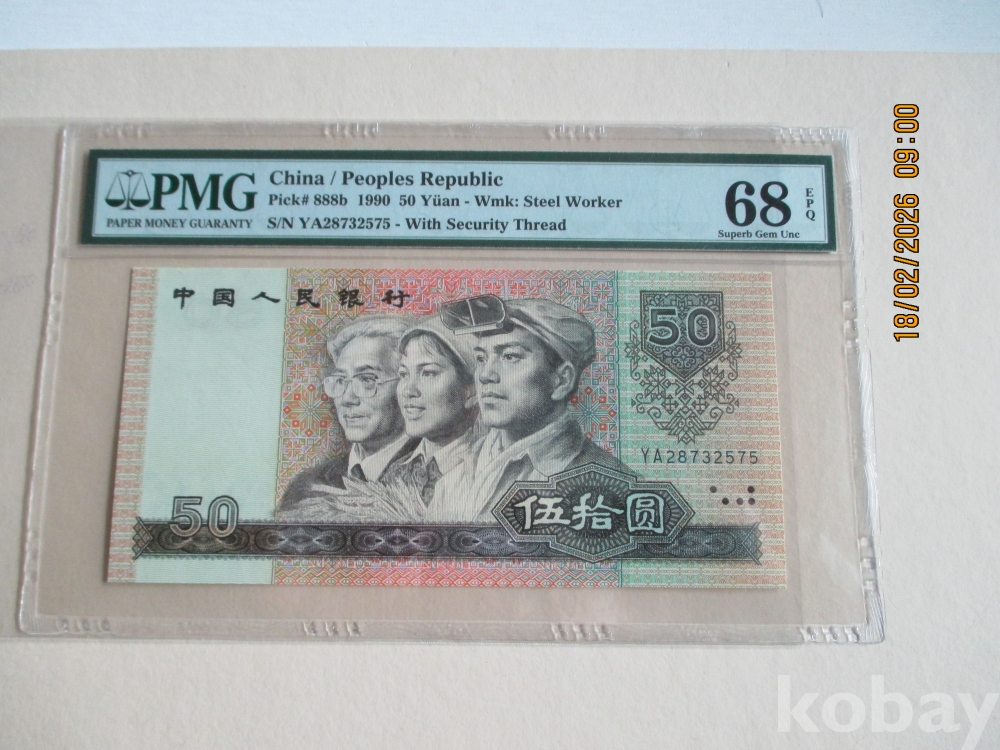 PMG
PAPER MONEY GUARANTY
China / Peoples Republic
Pick# 888b 1990 50 Yüan - Wmk: Steel Worker
S/N YA28732575 - With Security Thread
68
EPQ
Superb Gem Unc
18/02/2026 09:00
中国人民银行
50
YA28732575
50
伍拾圆
kobay